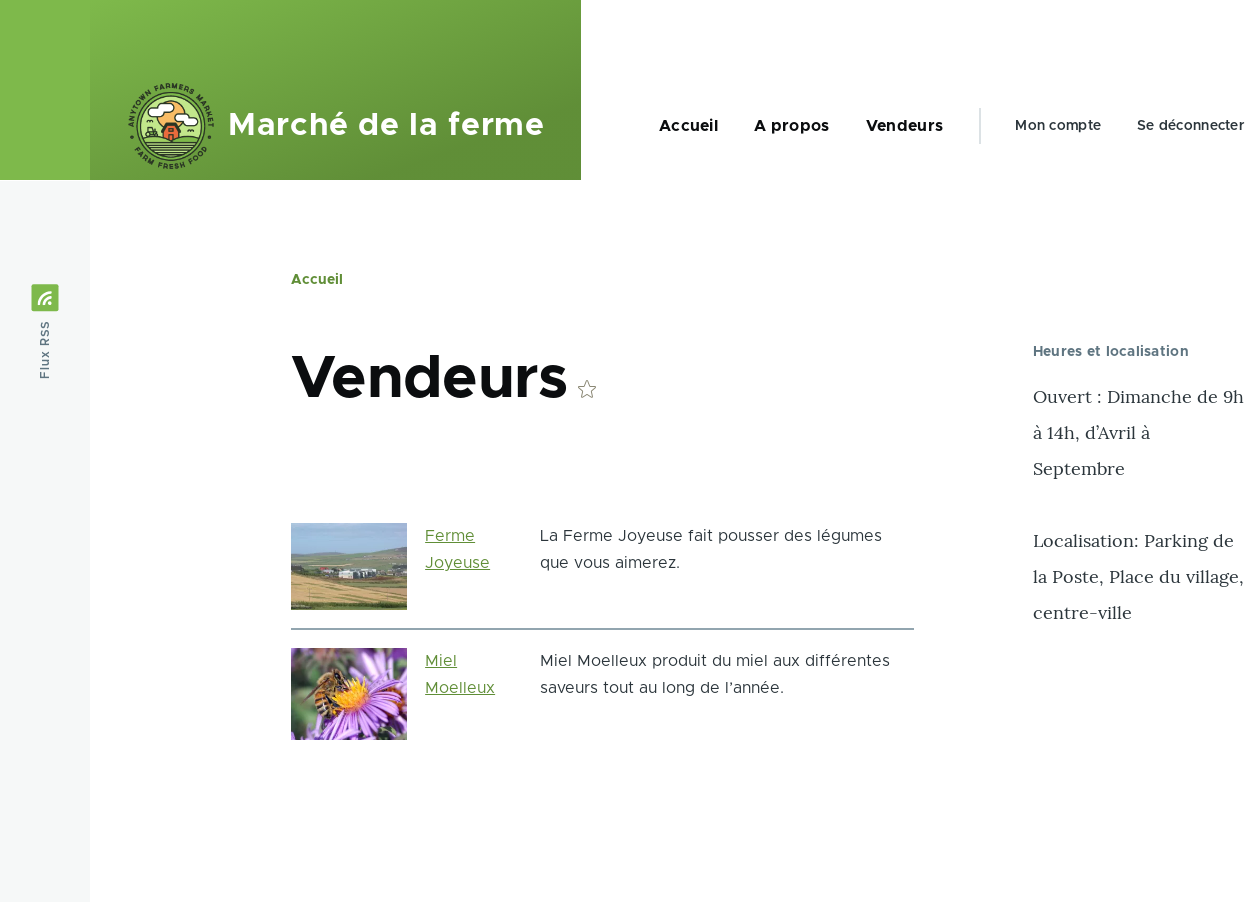 ANYTOWN FARMERS MARKET
FARM FRESH FOOD
Marché de la ferme
Accueil
A propos
Vendeurs
Mon compte
Se déconnecter
Flux RSS
Accueil
Vendeurs
Ferme
Joyeuse
La Ferme Joyeuse fait pousser des légumes
que vous aimerez.
Miel
Moelleux
Miel Moelleux produit du miel aux différentes
saveurs tout au long de l’année.
Heures et localisation
Ouvert : Dimanche de 9h
à 14h, d’Avril à
Septembre
Localisation: Parking de
la Poste, Place du village,
centre-ville